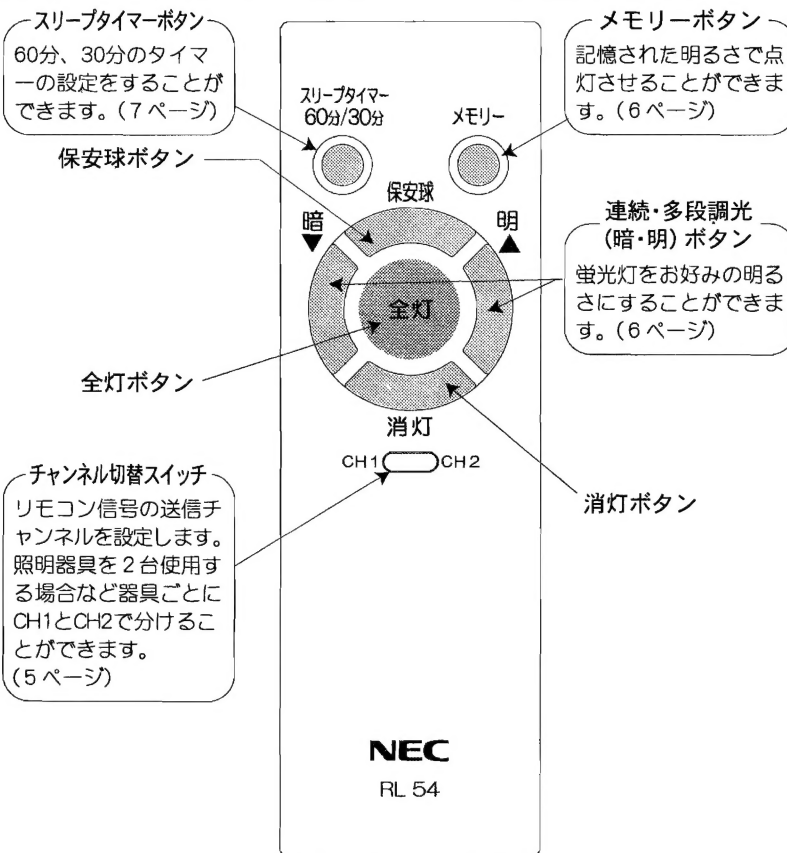 スリープタイマーボタン
60分、30分のタイマ
ーの設定をすることが
できます。(7ページ)
メモリーボタン
記憶された明るさで点
灯させることができま
す。(6ページ)
スリープタイマー
60分/30分
メモリー
保安球ボタン
保安球
暗
▼
明
▲
連続・多段調光
(暗・明) ボタン
蛍光灯をお好みの明る
さにすることができま
す。(6ページ)
全灯
全灯ボタン
消灯
CH1 CH2
チャンネル切替スイッチ
リモコン信号の送信チ
ャンネルを設定します。
照明器具を2台使用す
る場合など器具ごとに
CH1とCH2で分けるこ
とができます。
(5ページ)
消灯ボタン
NEC
RL 54